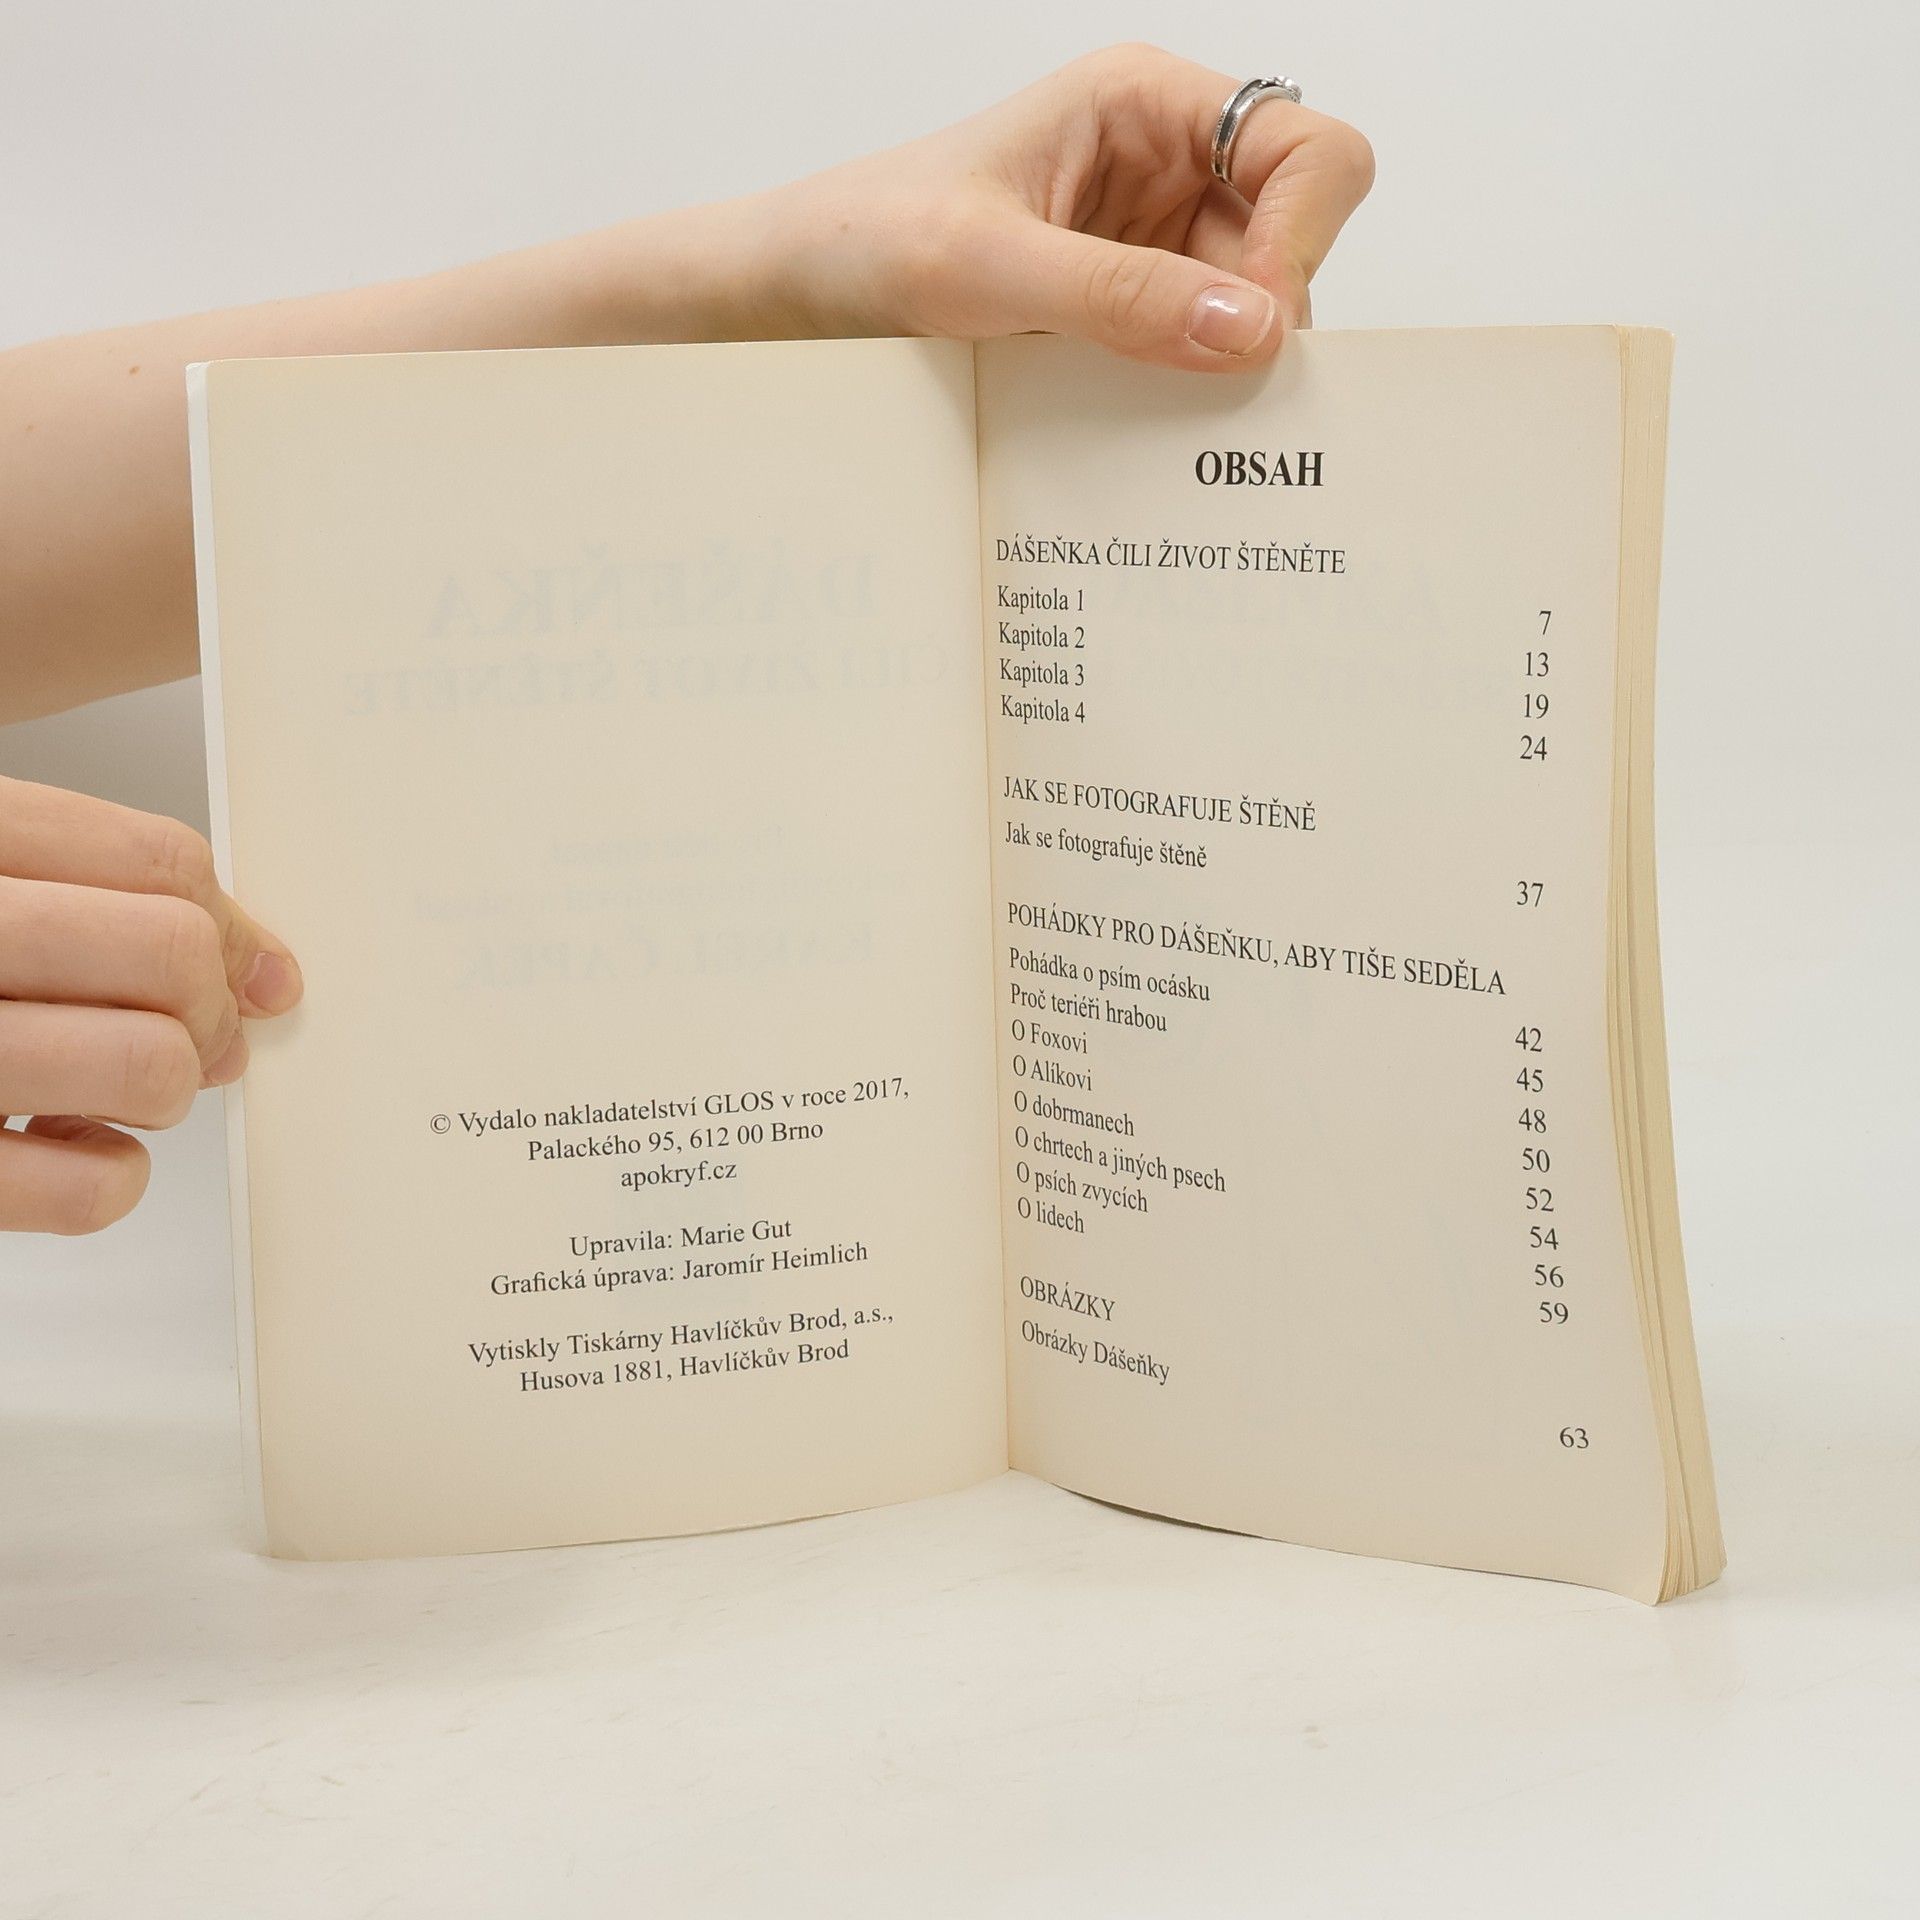 © Vydalo nakladatelství GLOS v roce 2017,
Palackého 95, 612 00 Brno
apokryf.cz
Upravila: Marie Gut
Grafická úprava: Jaromír Heimlich
Vytiskly Tiskárny Havlíčkův Brod, a.s.,
Husova 1881, Havlíčkův Brod
OBSAH
DÁŠEŇKA ČILI ŽIVOT ŠTĚNĚTE
Kapitola 1 7
Kapitola 2 13
Kapitola 3 19
Kapitola 4 24
JAK SE FOTOGRAFUJE ŠTĚNĚ
Jak se fotografuje štěně 37
POHÁDKY PRO DÁŠEŇKU, ABY TIŠE SEDĚLA
Pohádka o psím ocásku 42
Proč teriéři hrabou 45
O Foxovi 48
O Alíkovi 50
O dobrmanech 52
O chrtech a jiných psech 54
O psích zvycích 56
O lidech 59
OBRÁZKY
Obrázky Dášeňky 63